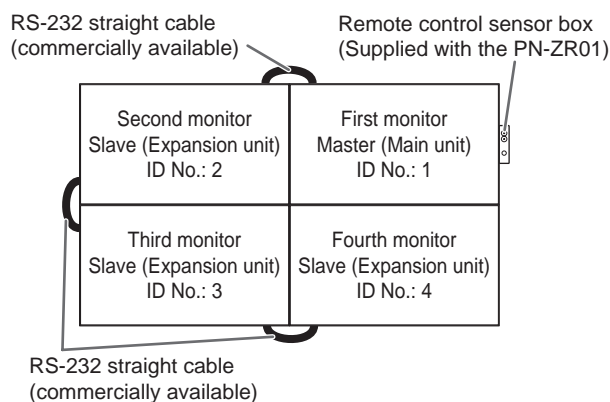 RS-232 straight cable
(commercially available)
Remote control sensor box
(Supplied with the PN-ZR01)
Second monitor
Slave (Expansion unit)
ID No.: 2
First monitor
Master (Main unit)
ID No.: 1
Third monitor
Slave (Expansion unit)
ID No.: 3
Fourth monitor
Slave (Expansion unit)
ID No.: 4
RS-232 straight cable
(commercially available)